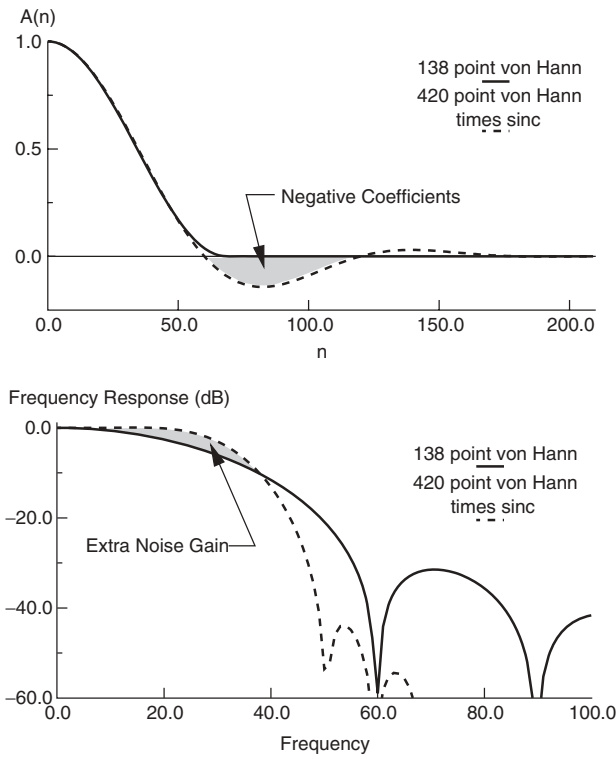 A(n)
1.0
138 point von Hann
420 point von Hann
times sinc
0.5
Negative Coefficients
0.0
0.0 50.0 100.0 150.0 200.0
n
Frequency Response (dB)
0.0
138 point von Hann
420 point von Hann
times sinc
–20.0
Extra Noise Gain
–40.0
–60.0
0.0 20.0 40.0 60.0 80.0 100.0
Frequency